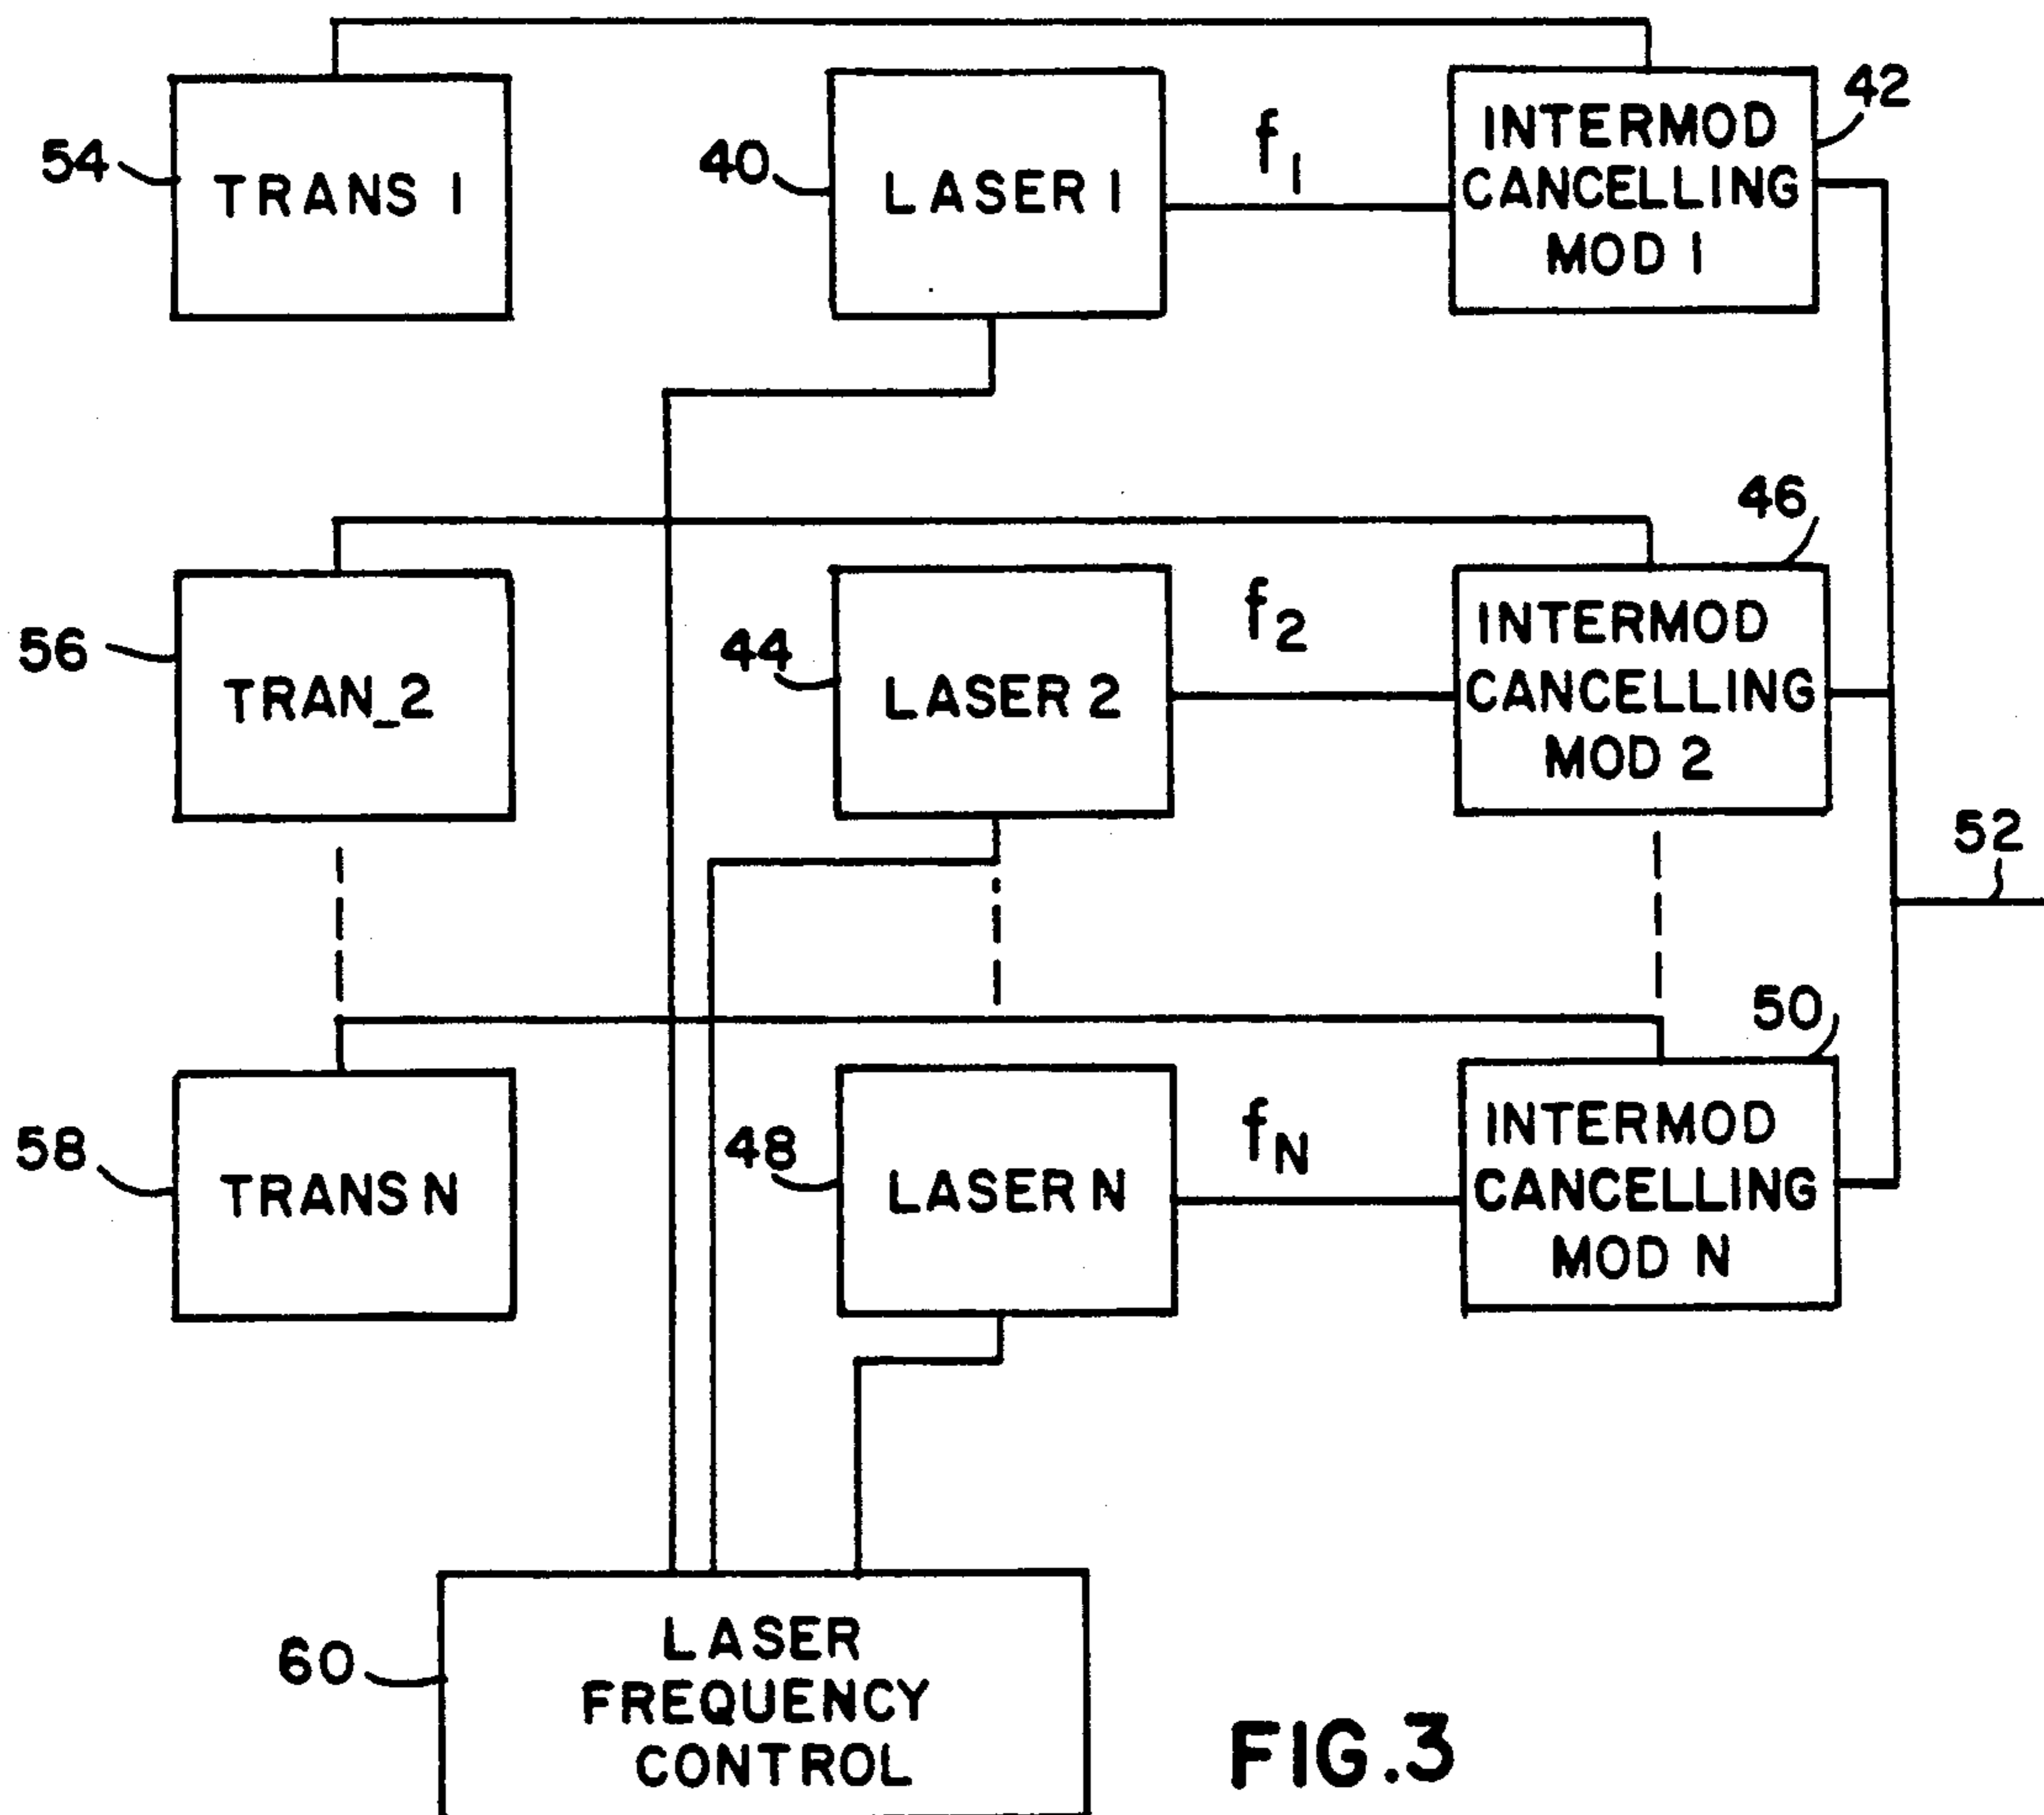 54
TRANS 1
40
LASER 1
f1
INTERMOD
CANCELLING
MOD 1
42
56
TRAN_2
44
LASER 2
f2
46
INTERMOD
CANCELLING
MOD 2
52
58
TRANS N
48
LASER N
fN
50
INTERMOD
CANCELLING
MOD N
60
LASER
FREQUENCY
CONTROL
FIG.3